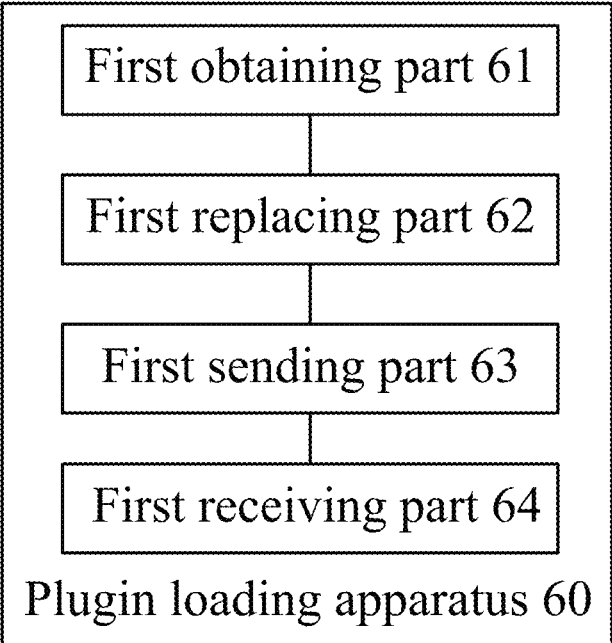 First obtaining part 61
First replacing part 62
First sending part 63
First receiving part 64
Plugin loading apparatus 60